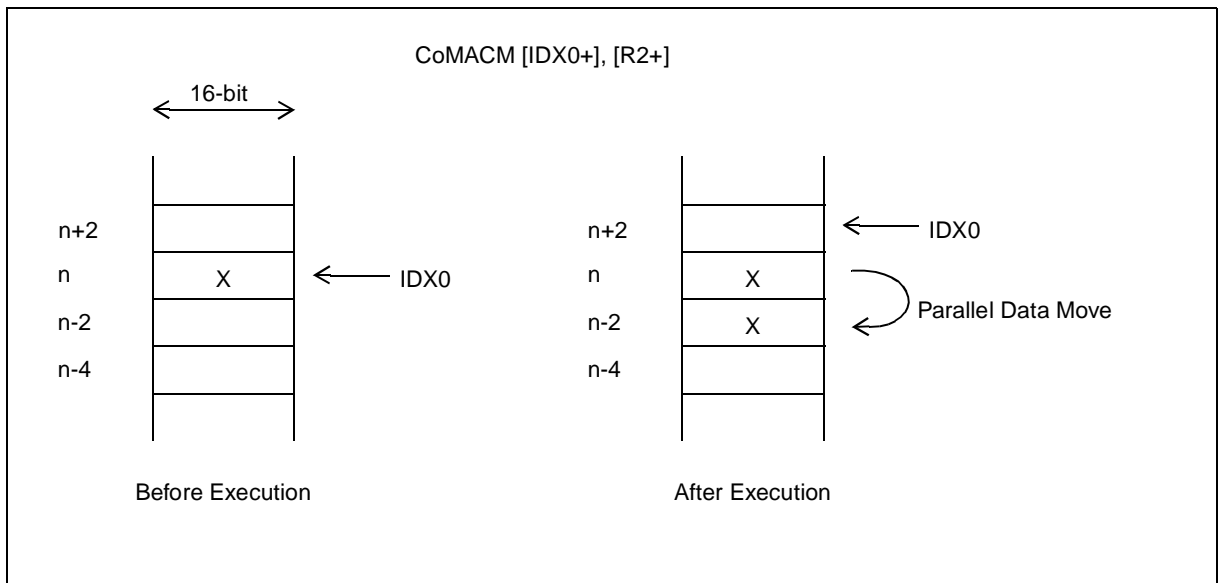 CoMACM [IDX0+], [R2+]
16-bit
n+2
n
n-2
n-4
X
IDX0
Before Execution
n+2
n
n-2
n-4
X
X
IDX0
Parallel Data Move
After Execution